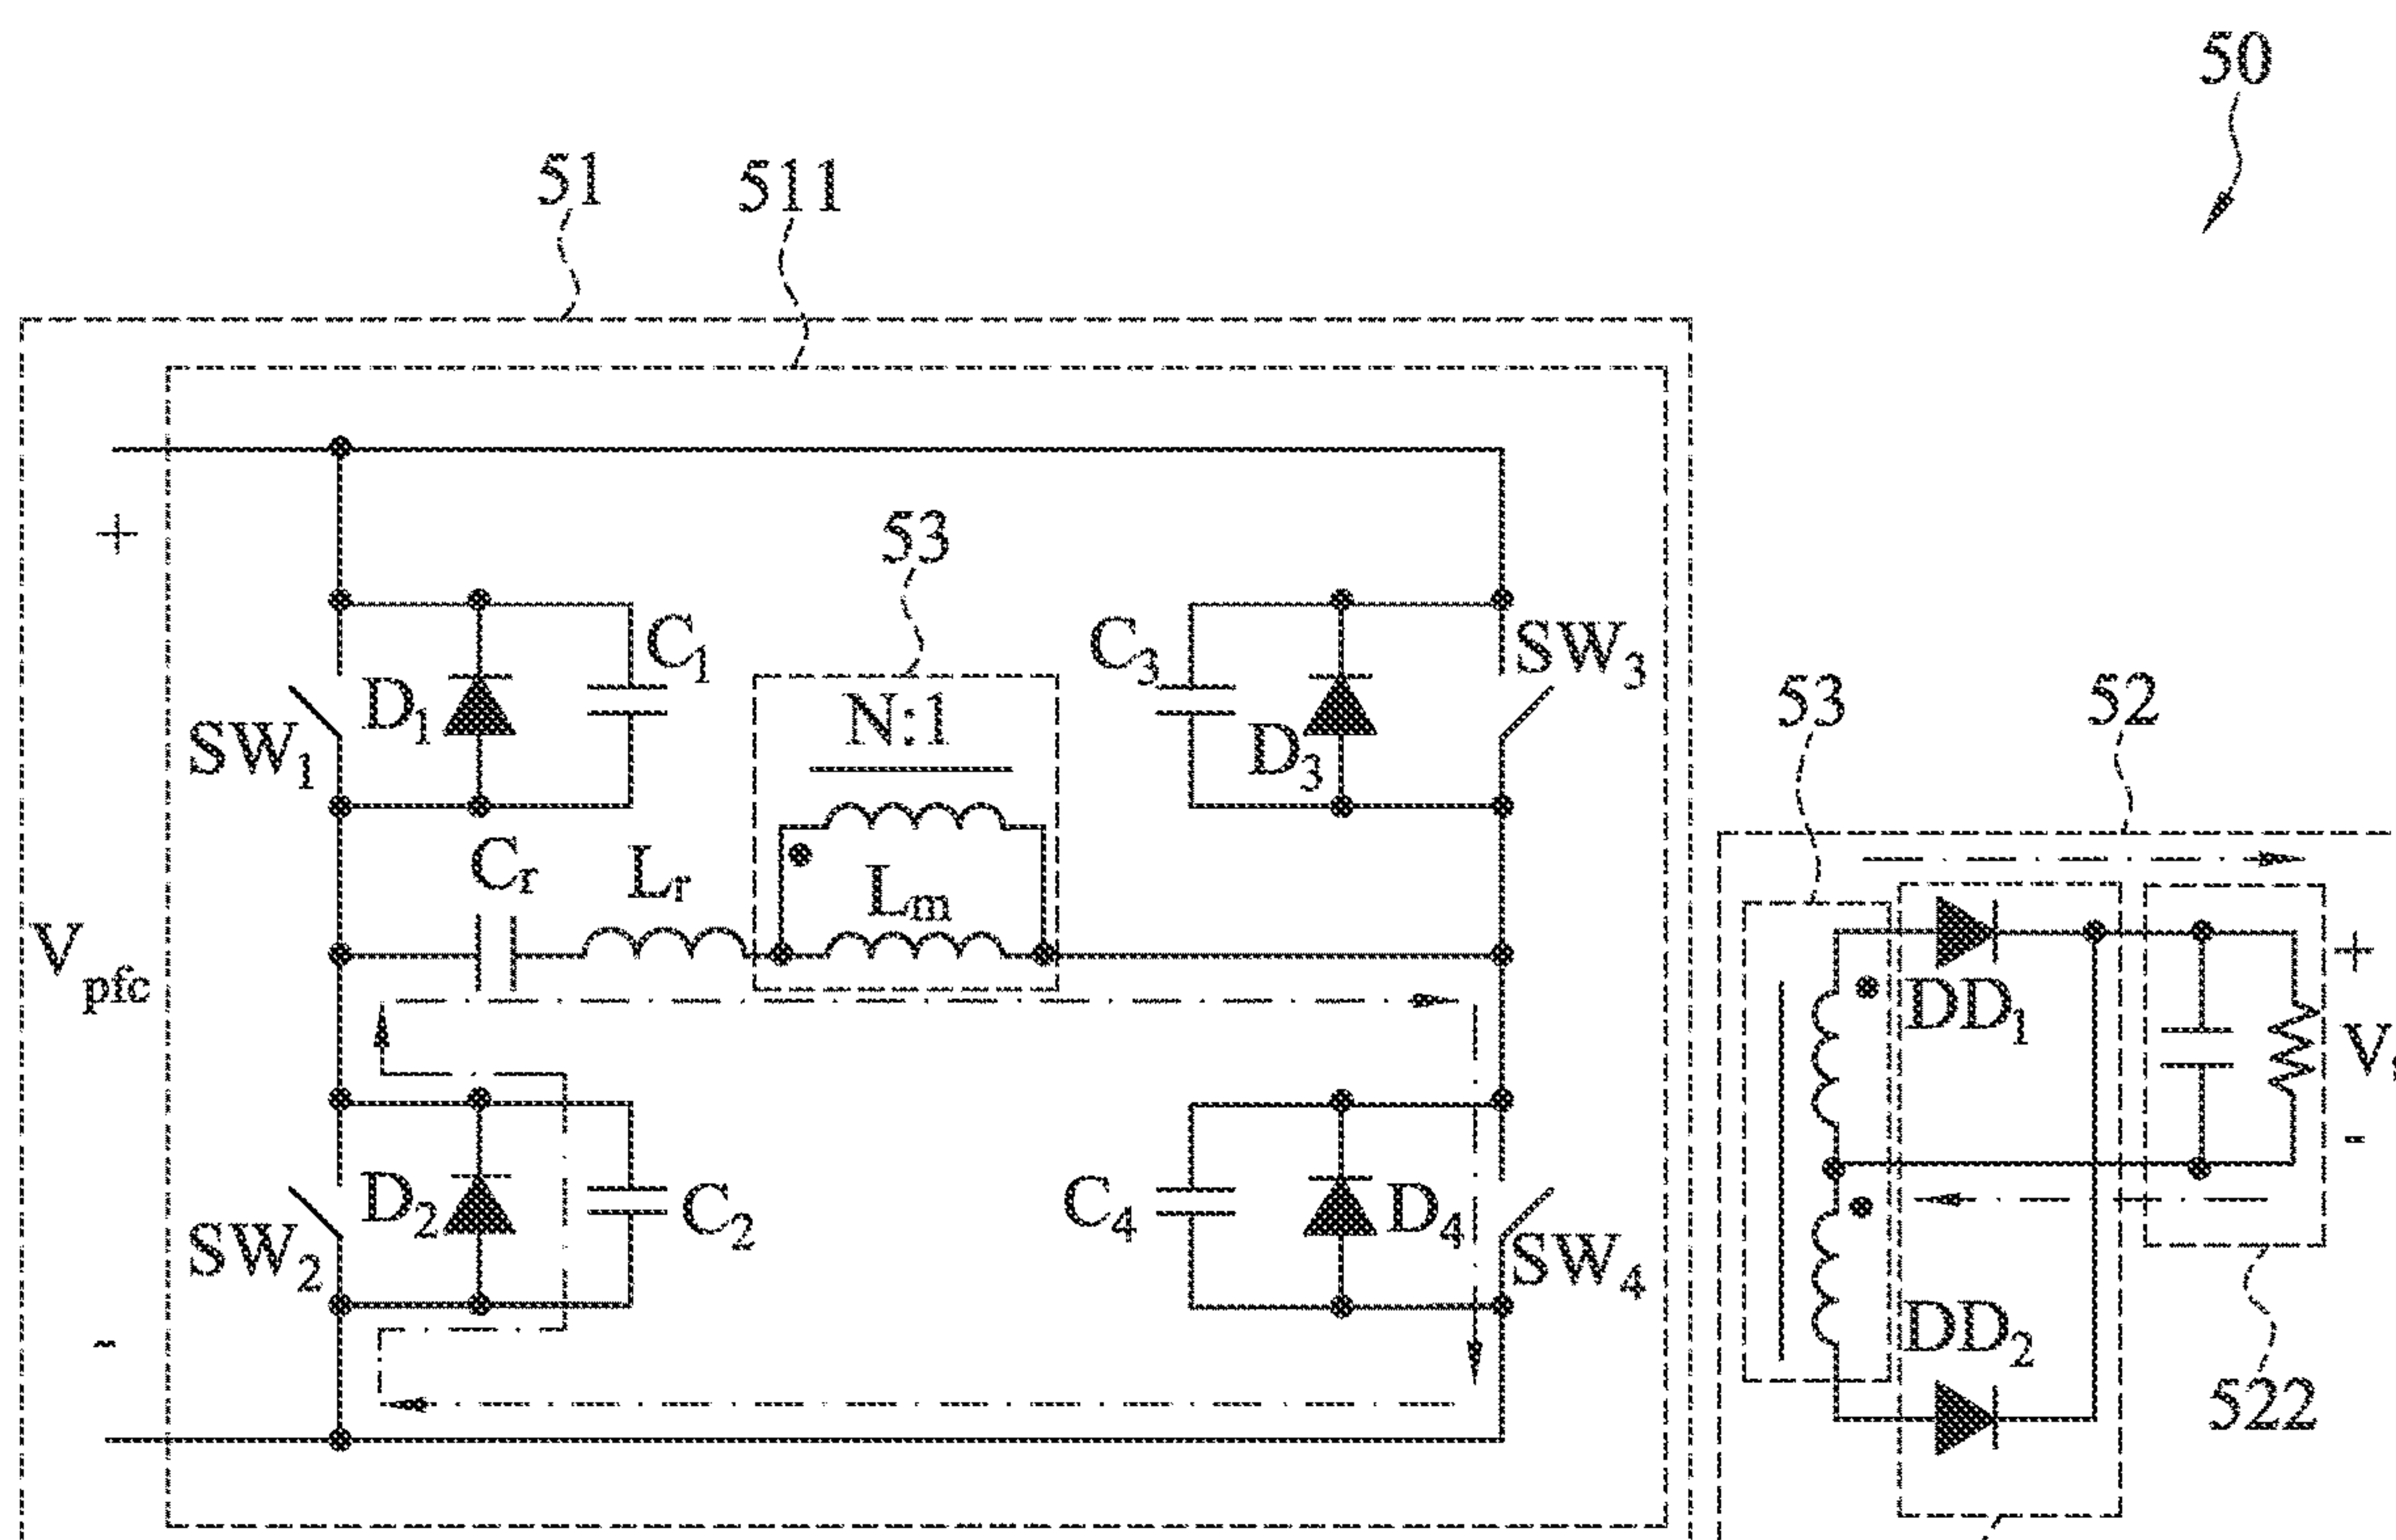 50
51
511
+
53
C₁
C₃
SW₃
D₁
N:1
SW₁
D₃
53
52
Cᵣ
Lᵣ
Lₘ
V_pfc
+
DD₁
D₂
C₂
C₄
D₄
-
SW₂
SW₄
DD₂
-
522